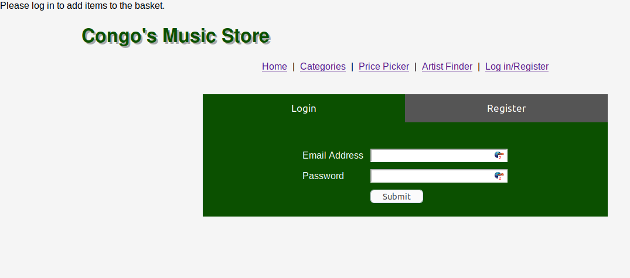 Please log in to add items to the basket.
Congo's Music Store
Home | Categories | Price Picker | Artist Finder | Log in/Register
Login Register
Email Address
Password
Submit